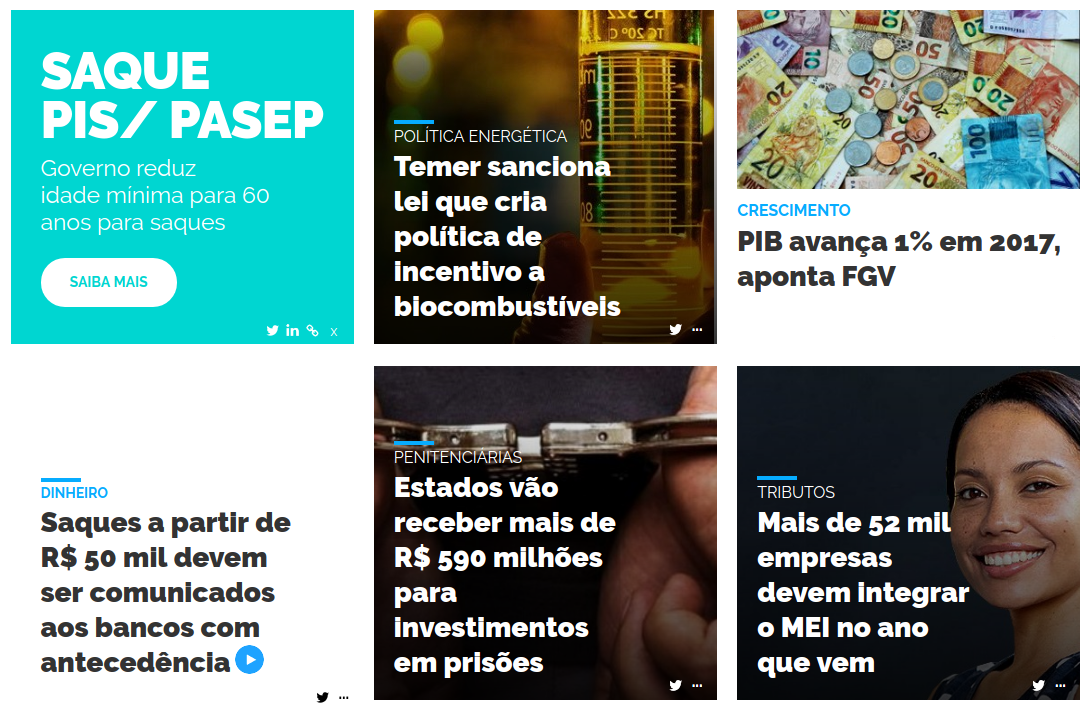 SAQUE
PIS/ PASEP
Governo reduz
idade mínima para 60
anos para saques
SAIBA MAIS
x
POLÍTICA ENERGÉTICA
Temer sanciona
lei que cria
política de
incentivo a
biocombustíveis
TC 20° C
CRESCIMENTO
PIB avança 1% em 2017,
aponta FGV
DINHEIRO
Saques a partir de
R$ 50 mil devem
ser comunicados
aos bancos com
antecedência
PENITENCIÁRIAS
Estados vão
receber mais de
R$ 590 milhões
para
investimentos
em prisões
TRIBUTOS
Mais de 52 mil
empresas
devem integrar
o MEI no ano
que vem